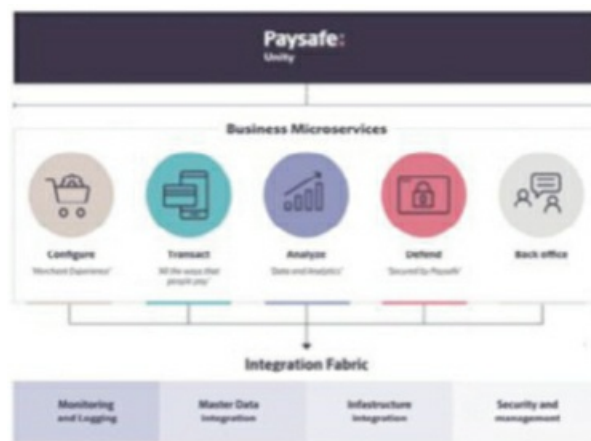 Paysafe:
Unity
Business Microservices
Configure
Transact
Analyze
Defend
Back office
'Merchant Experience'
'All the ways that
people pay'
'Data and Analytics'
'Secured by Paysafe'
Integration Fabric
Monitoring
and Logging
Master Data
Integration
Infastructure
Integration
Security and
management